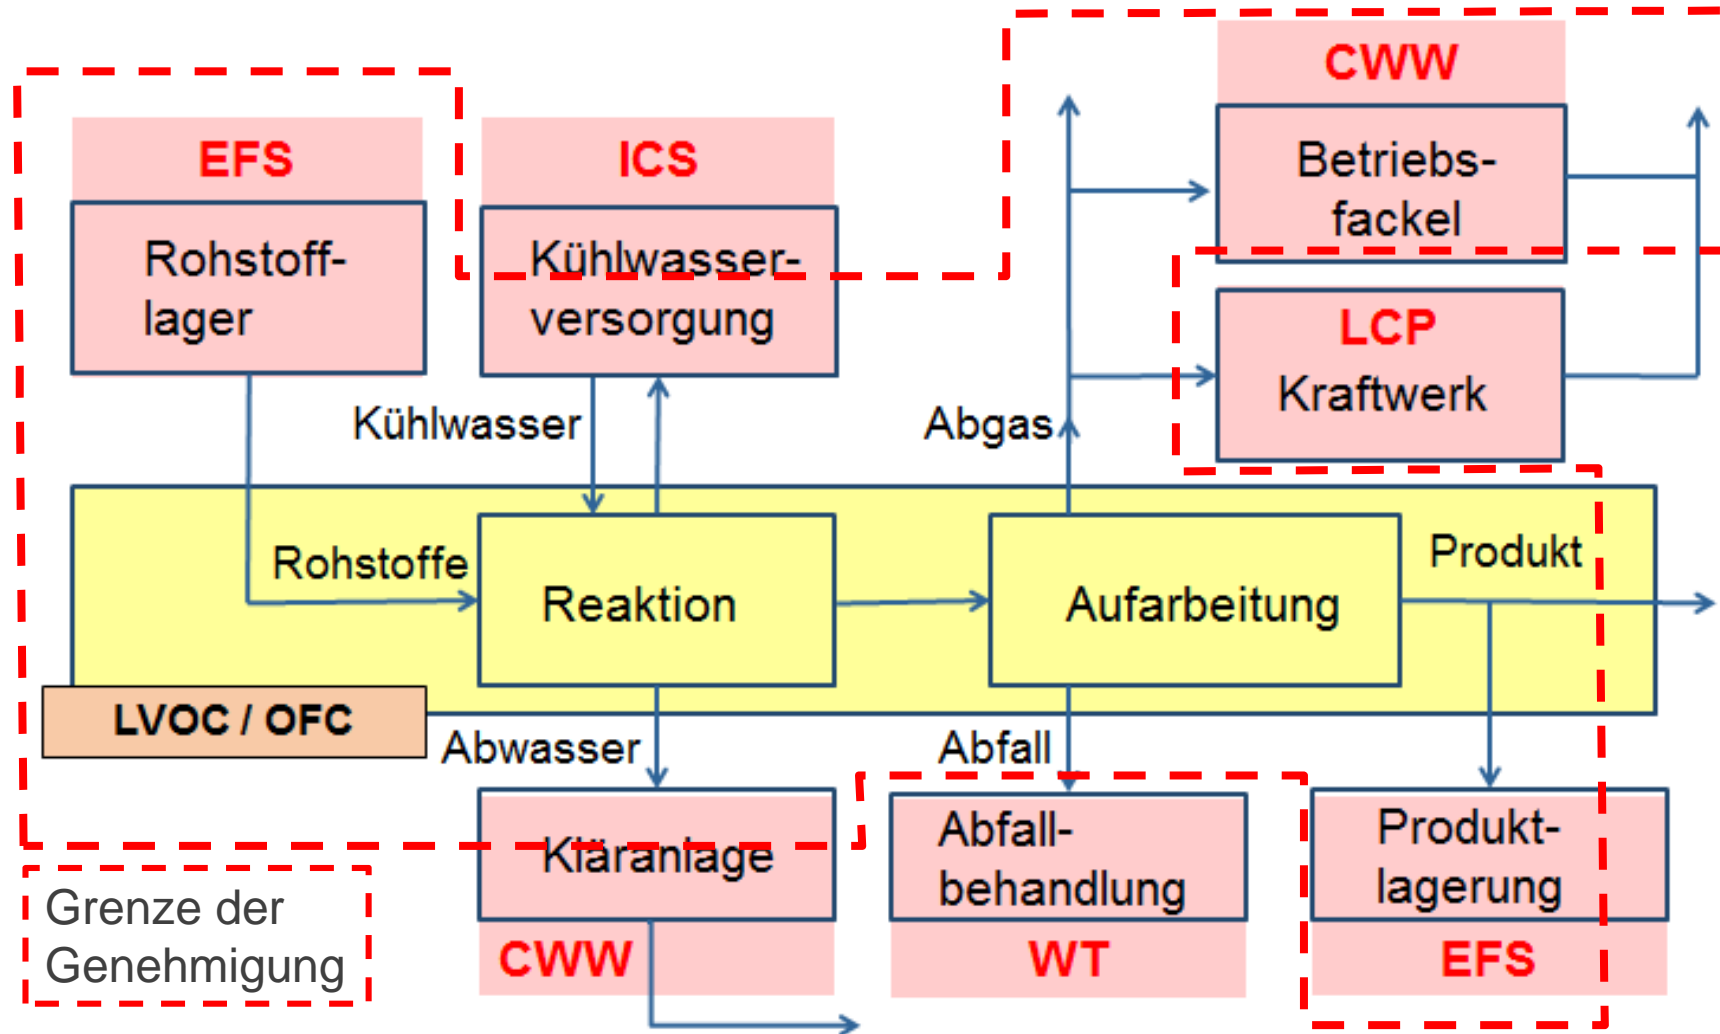 CWW
Betriebs-
fackel
EFS
Rohstoff-
lager
ICS
Kühlwasser-
versorgung
LCP
Kraftwerk
Kühlwasser
Abgas
Rohstoffe
Reaktion
Aufarbeitung
Produkt
LVOC / OFC
Abwasser
Abfall
Kläranlage
CWW
Abfall-
behandlung
WT
Produkt-
lagerung
EFS
Grenze der
Genehmigung